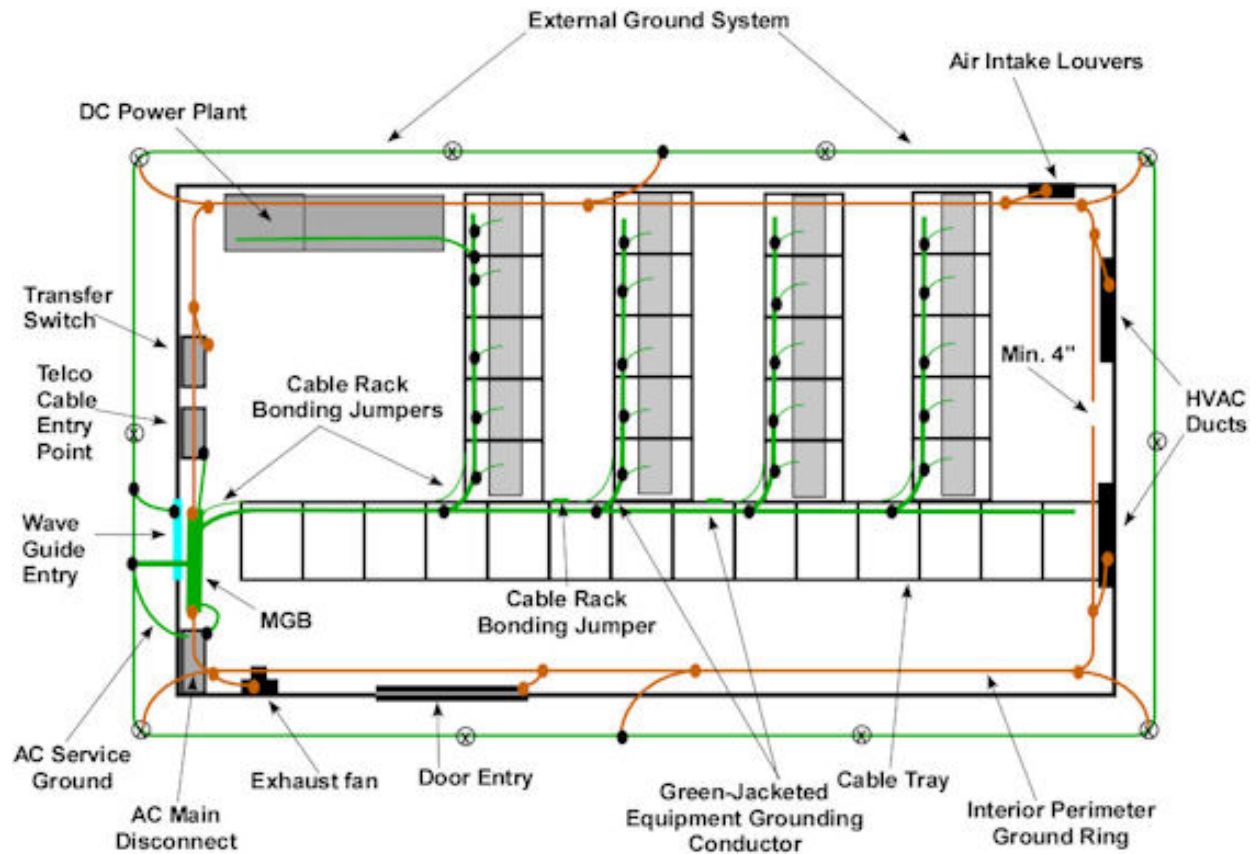 External Ground System
Air Intake Louvers
DC Power Plant
Transfer
Switch
Telco
Cable
Entry
Point
Cable Rack
Bonding Jumpers
Min. 4"
HVAC
Ducts
Wave
Guide
Entry
MGB
Cable Rack
Bonding Jumper
AC Service
Ground
AC Main
Disconnect
Exhaust fan
Door Entry
Green-Jacketed
Equipment Grounding
Conductor
Cable Tray
Interior Perimeter
Ground Ring